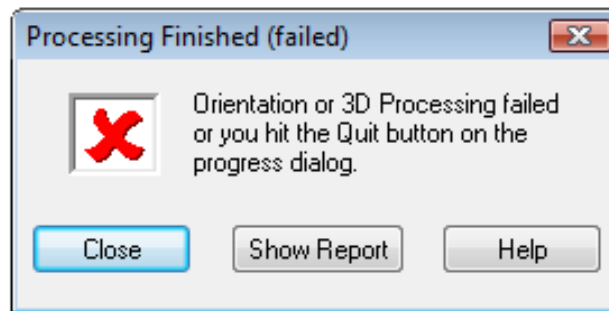 Processing Finished (failed)
Orientation or 3D Processing failed
or you hit the Quit button on the
progress dialog.
Close
Show Report
Help